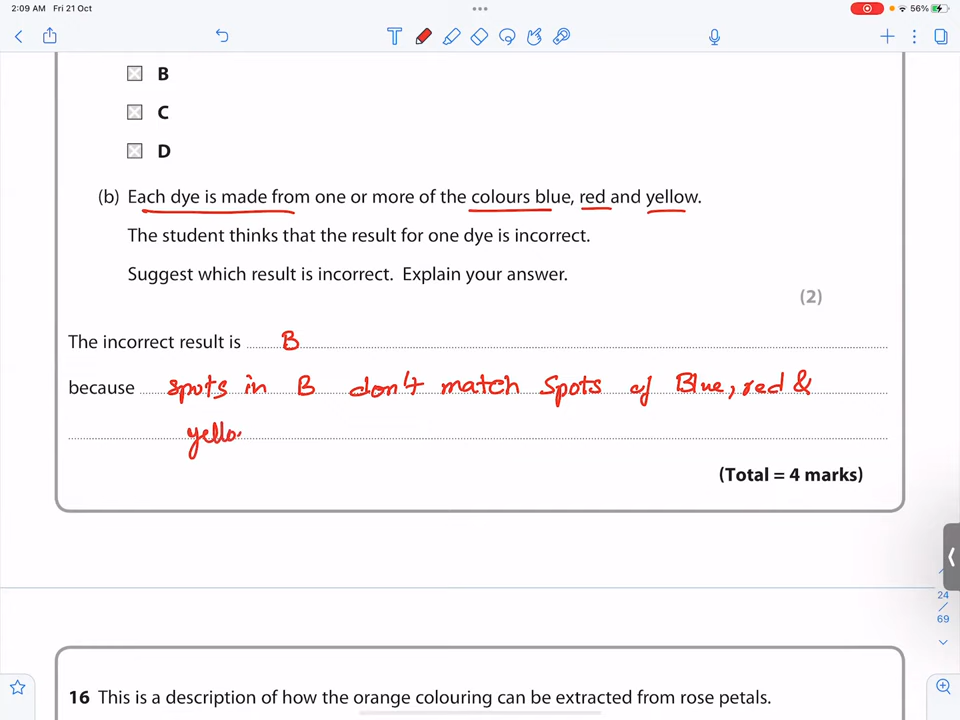 2:09 AM Fri 21 Oct 56%
B
C
D
(b) Each dye is made from one or more of the colours blue, red and yellow.
The student thinks that the result for one dye is incorrect.
Suggest which result is incorrect. Explain your answer.
(2)
The incorrect result is B
because spots in B don't match Spots of Blue, red &
yello
(Total = 4 marks)
24
/
69
16 This is a description of how the orange colouring can be extracted from rose petals.